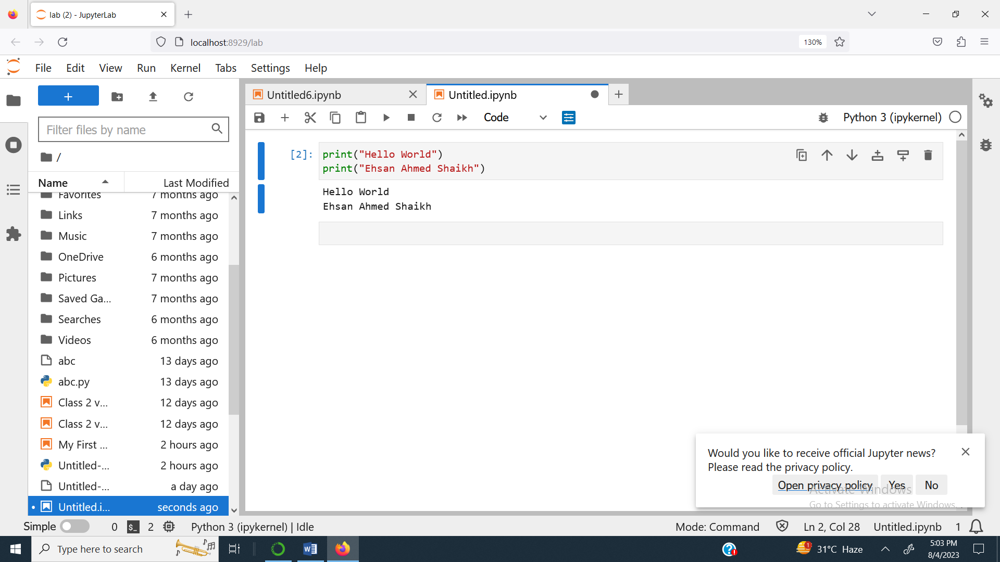 lab (2) - JupyterLab
localhost:8929/lab
130%
File Edit View Run Kernel Tabs Settings Help
Filter files by name
/
Name Last Modified
Favorites 7 months ago
Links 7 months ago
Music 7 months ago
OneDrive 6 months ago
Pictures 7 months ago
Saved Ga... 7 months ago
Searches 6 months ago
Videos 6 months ago
abc 13 days ago
abc.py 13 days ago
Class 2 v... 12 days ago
Class 2 v... 12 days ago
My First ... 2 hours ago
Untitled-... 2 hours ago
Untitled-... a day ago
Untitled.i... seconds ago
Untitled6.ipynb
Untitled.ipynb
Code
Python 3 (ipykernel)
[2]: print("Hello World")
print("Ehsan Ahmed Shaikh")
Hello World
Ehsan Ahmed Shaikh
Would you like to receive official Jupyter news?
Please read the privacy policy.
Open privacy policy Yes No
Activate Windows
Go to Settings to activate Windows.
Simple 0 $_ 2 Python 3 (ipykernel) | Idle
Mode: Command Ln 2, Col 28 Untitled.ipynb 1
Type here to search
1 31°C Haze
5:03 PM
8/4/2023